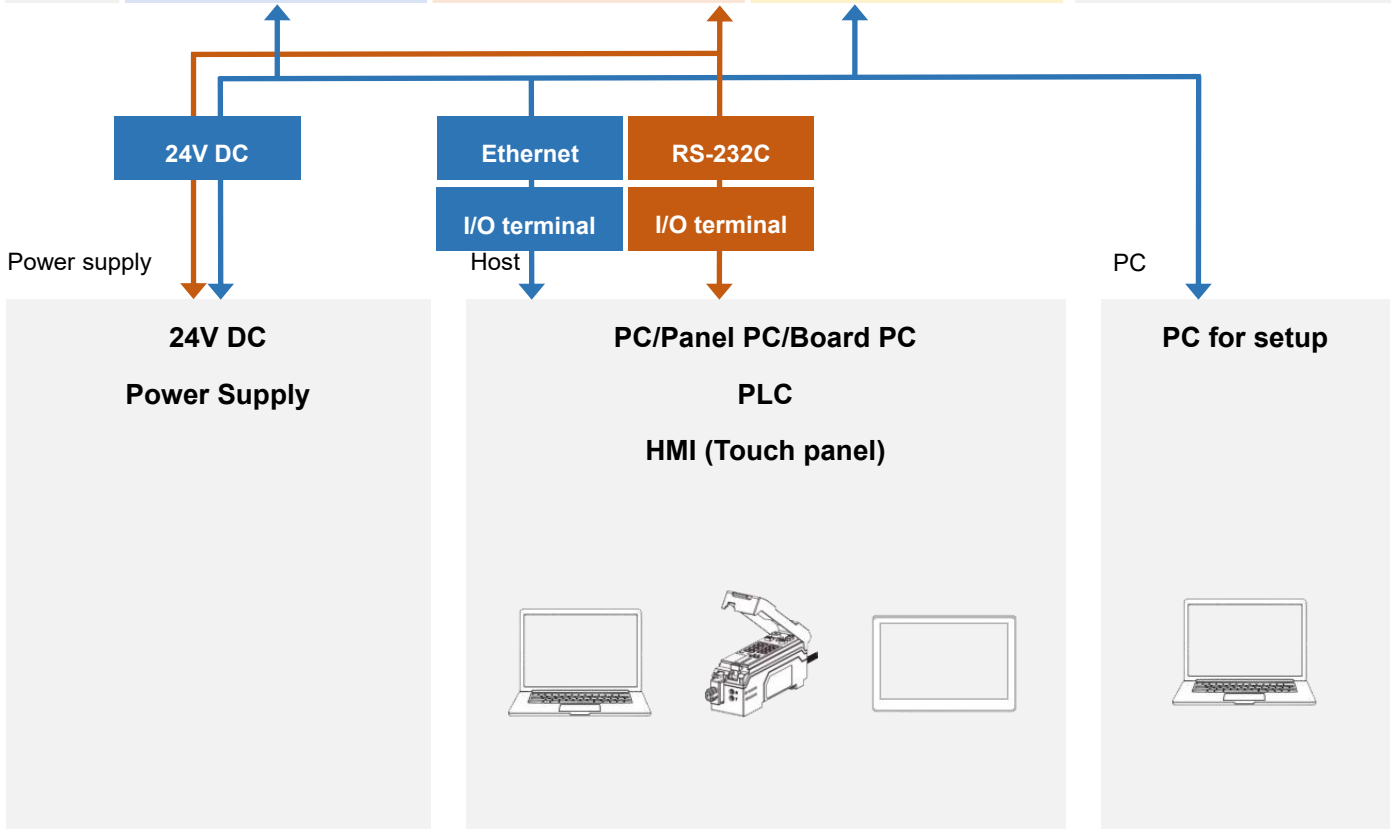 24V DC
Ethernet
RS-232C
I/O terminal
I/O terminal
Power supply
Host
PC
24V DC
Power Supply
PC/Panel PC/Board PC
PLC
HMI (Touch panel)
PC for setup